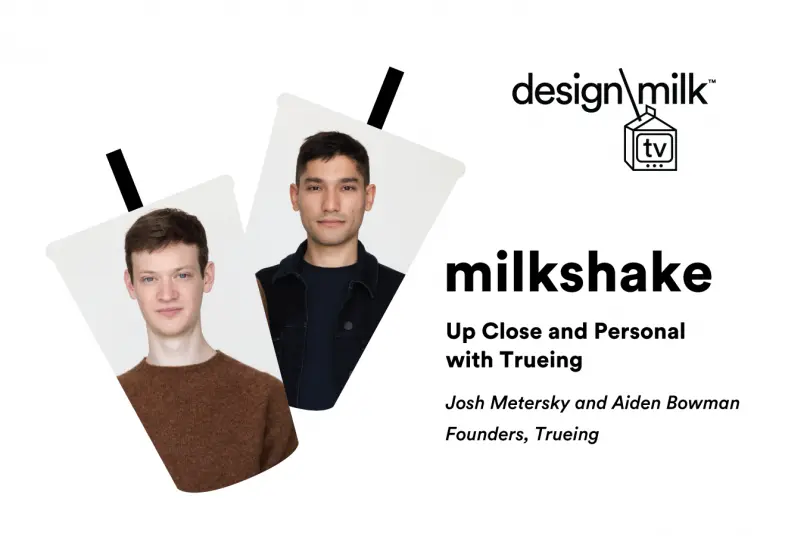 design milk™
tv
milkshake
Up Close and Personal
with Trueing
Josh Metersky and Aiden Bowman
Founders, Trueing